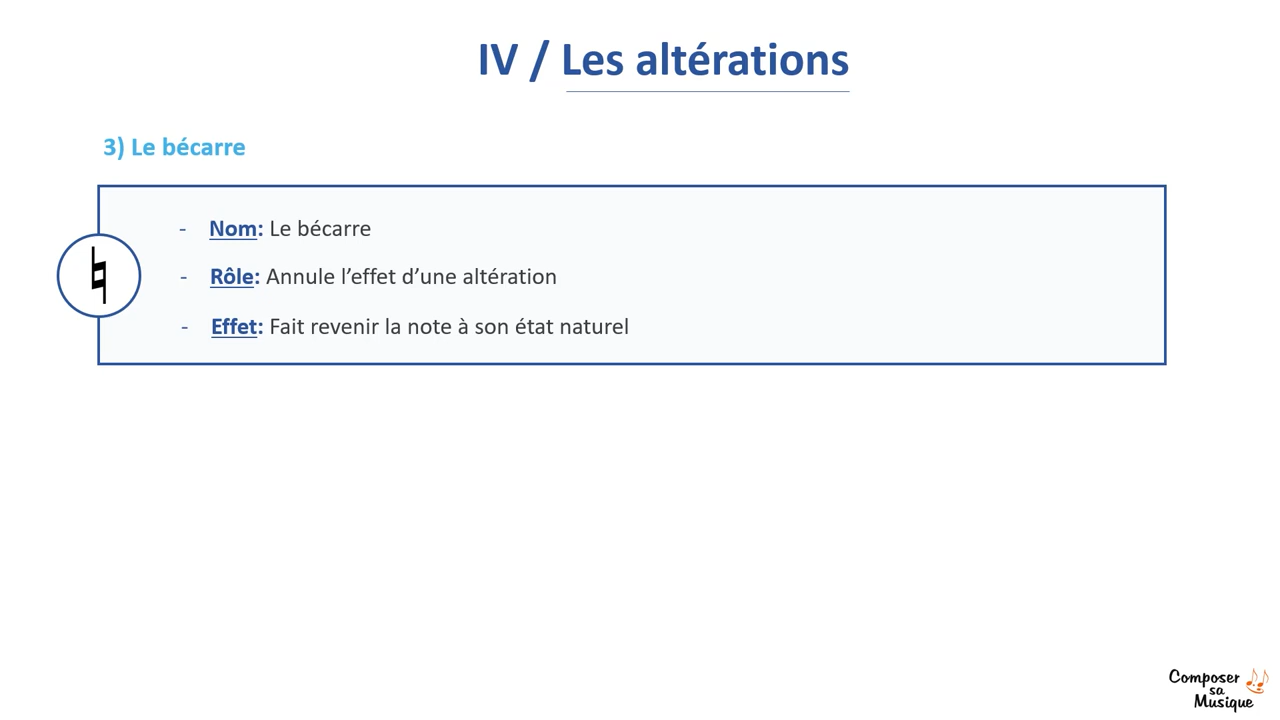 IV / Les altérations
3) Le bécarre
- Nom: Le bécarre
- Rôle: Annule l’effet d’une altération
- Effet: Fait revenir la note à son état naturel
Composer
sa
Musique